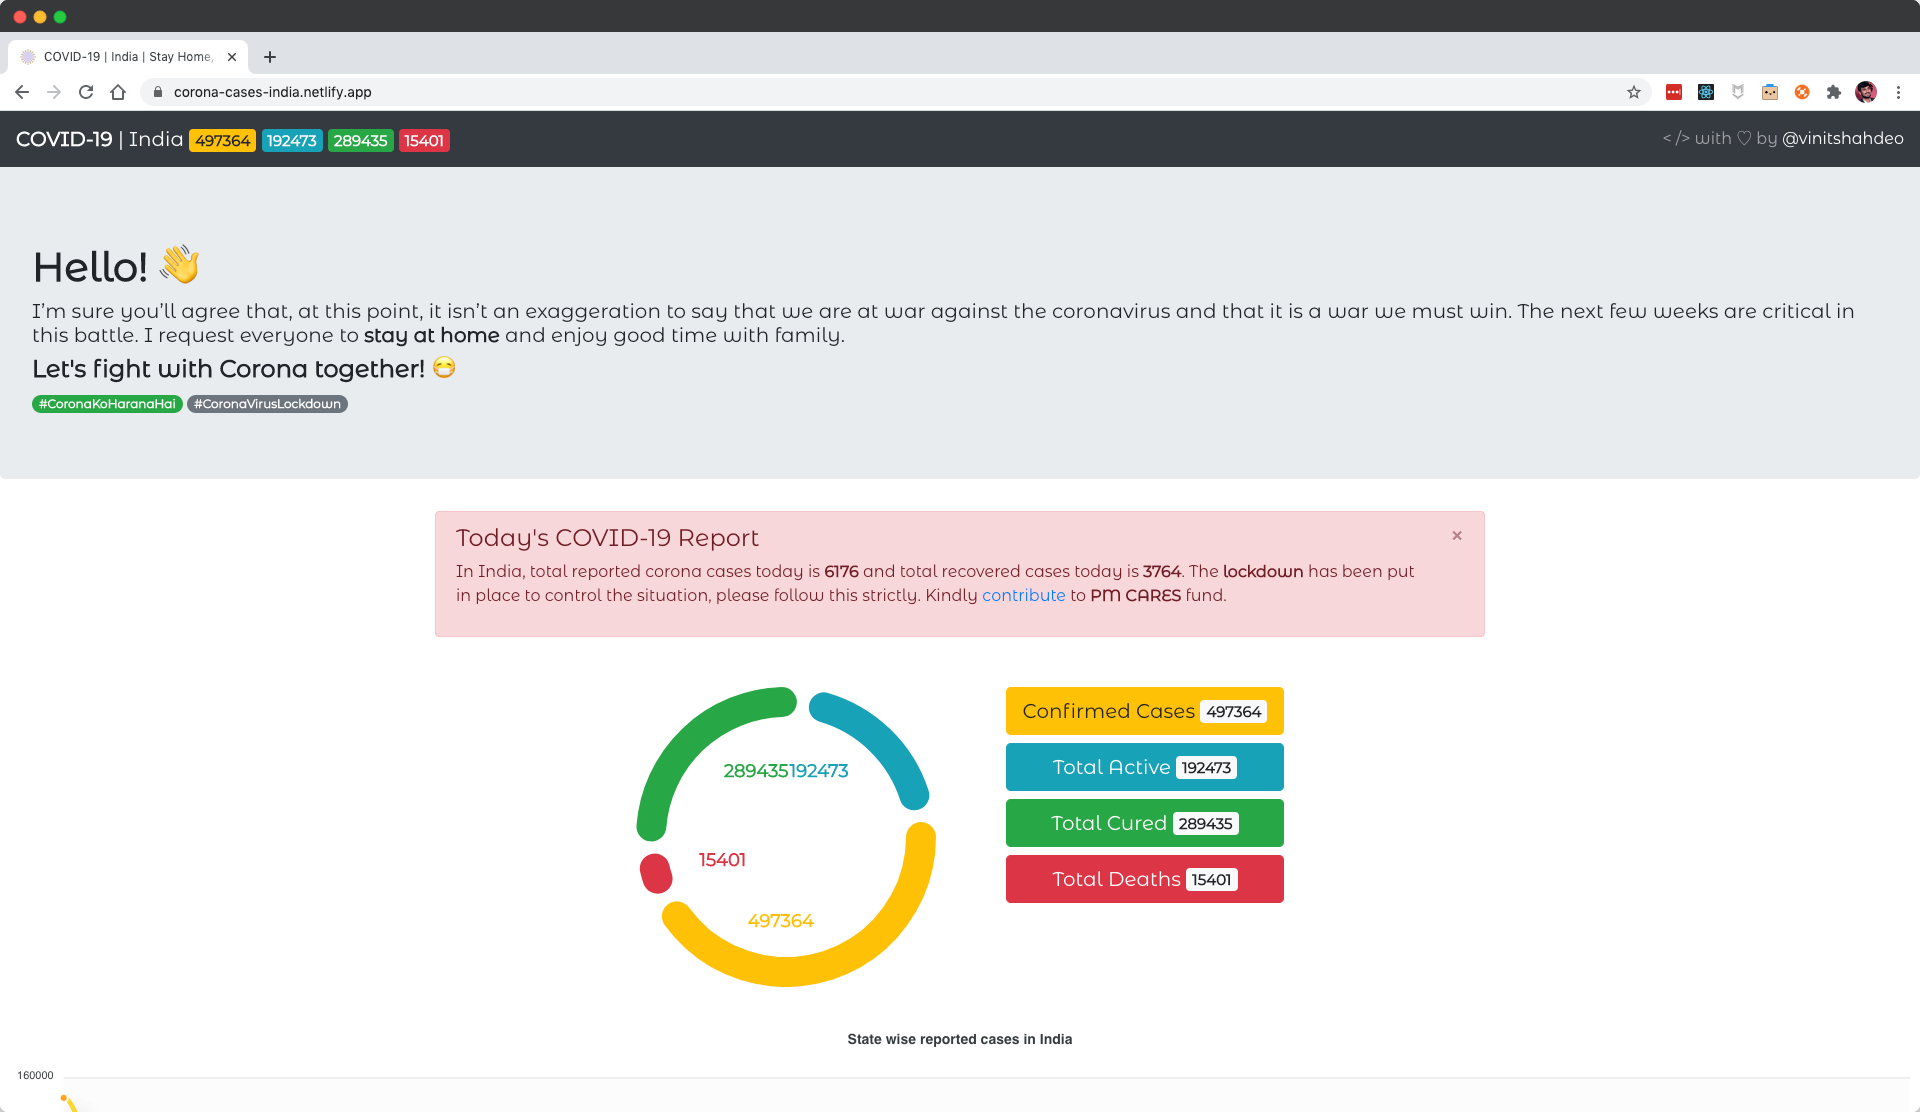 COVID-19 | India | Stay Home,
corona-cases-india.netlify.app
COVID-19 | India 497364 192473 289435 15401
</> with ♡ by @vinitshahdeo
Hello! 👋
I’m sure you’ll agree that, at this point, it isn’t an exaggeration to say that we are at war against the coronavirus and that it is a war we must win. The next few weeks are critical in
this battle. I request everyone to stay at home and enjoy good time with family.
Let's fight with Corona together! 😷
#CoronaKoHaranaHai #CoronaVirusLockdown
Today's COVID-19 Report ×
In India, total reported corona cases today is 6176 and total recovered cases today is 3764. The lockdown has been put
in place to control the situation, please follow this strictly. Kindly contribute to PM CARES fund.
289435 192473
15401
497364
Confirmed Cases 497364
Total Active 192473
Total Cured 289435
Total Deaths 15401
State wise reported cases in India
160000